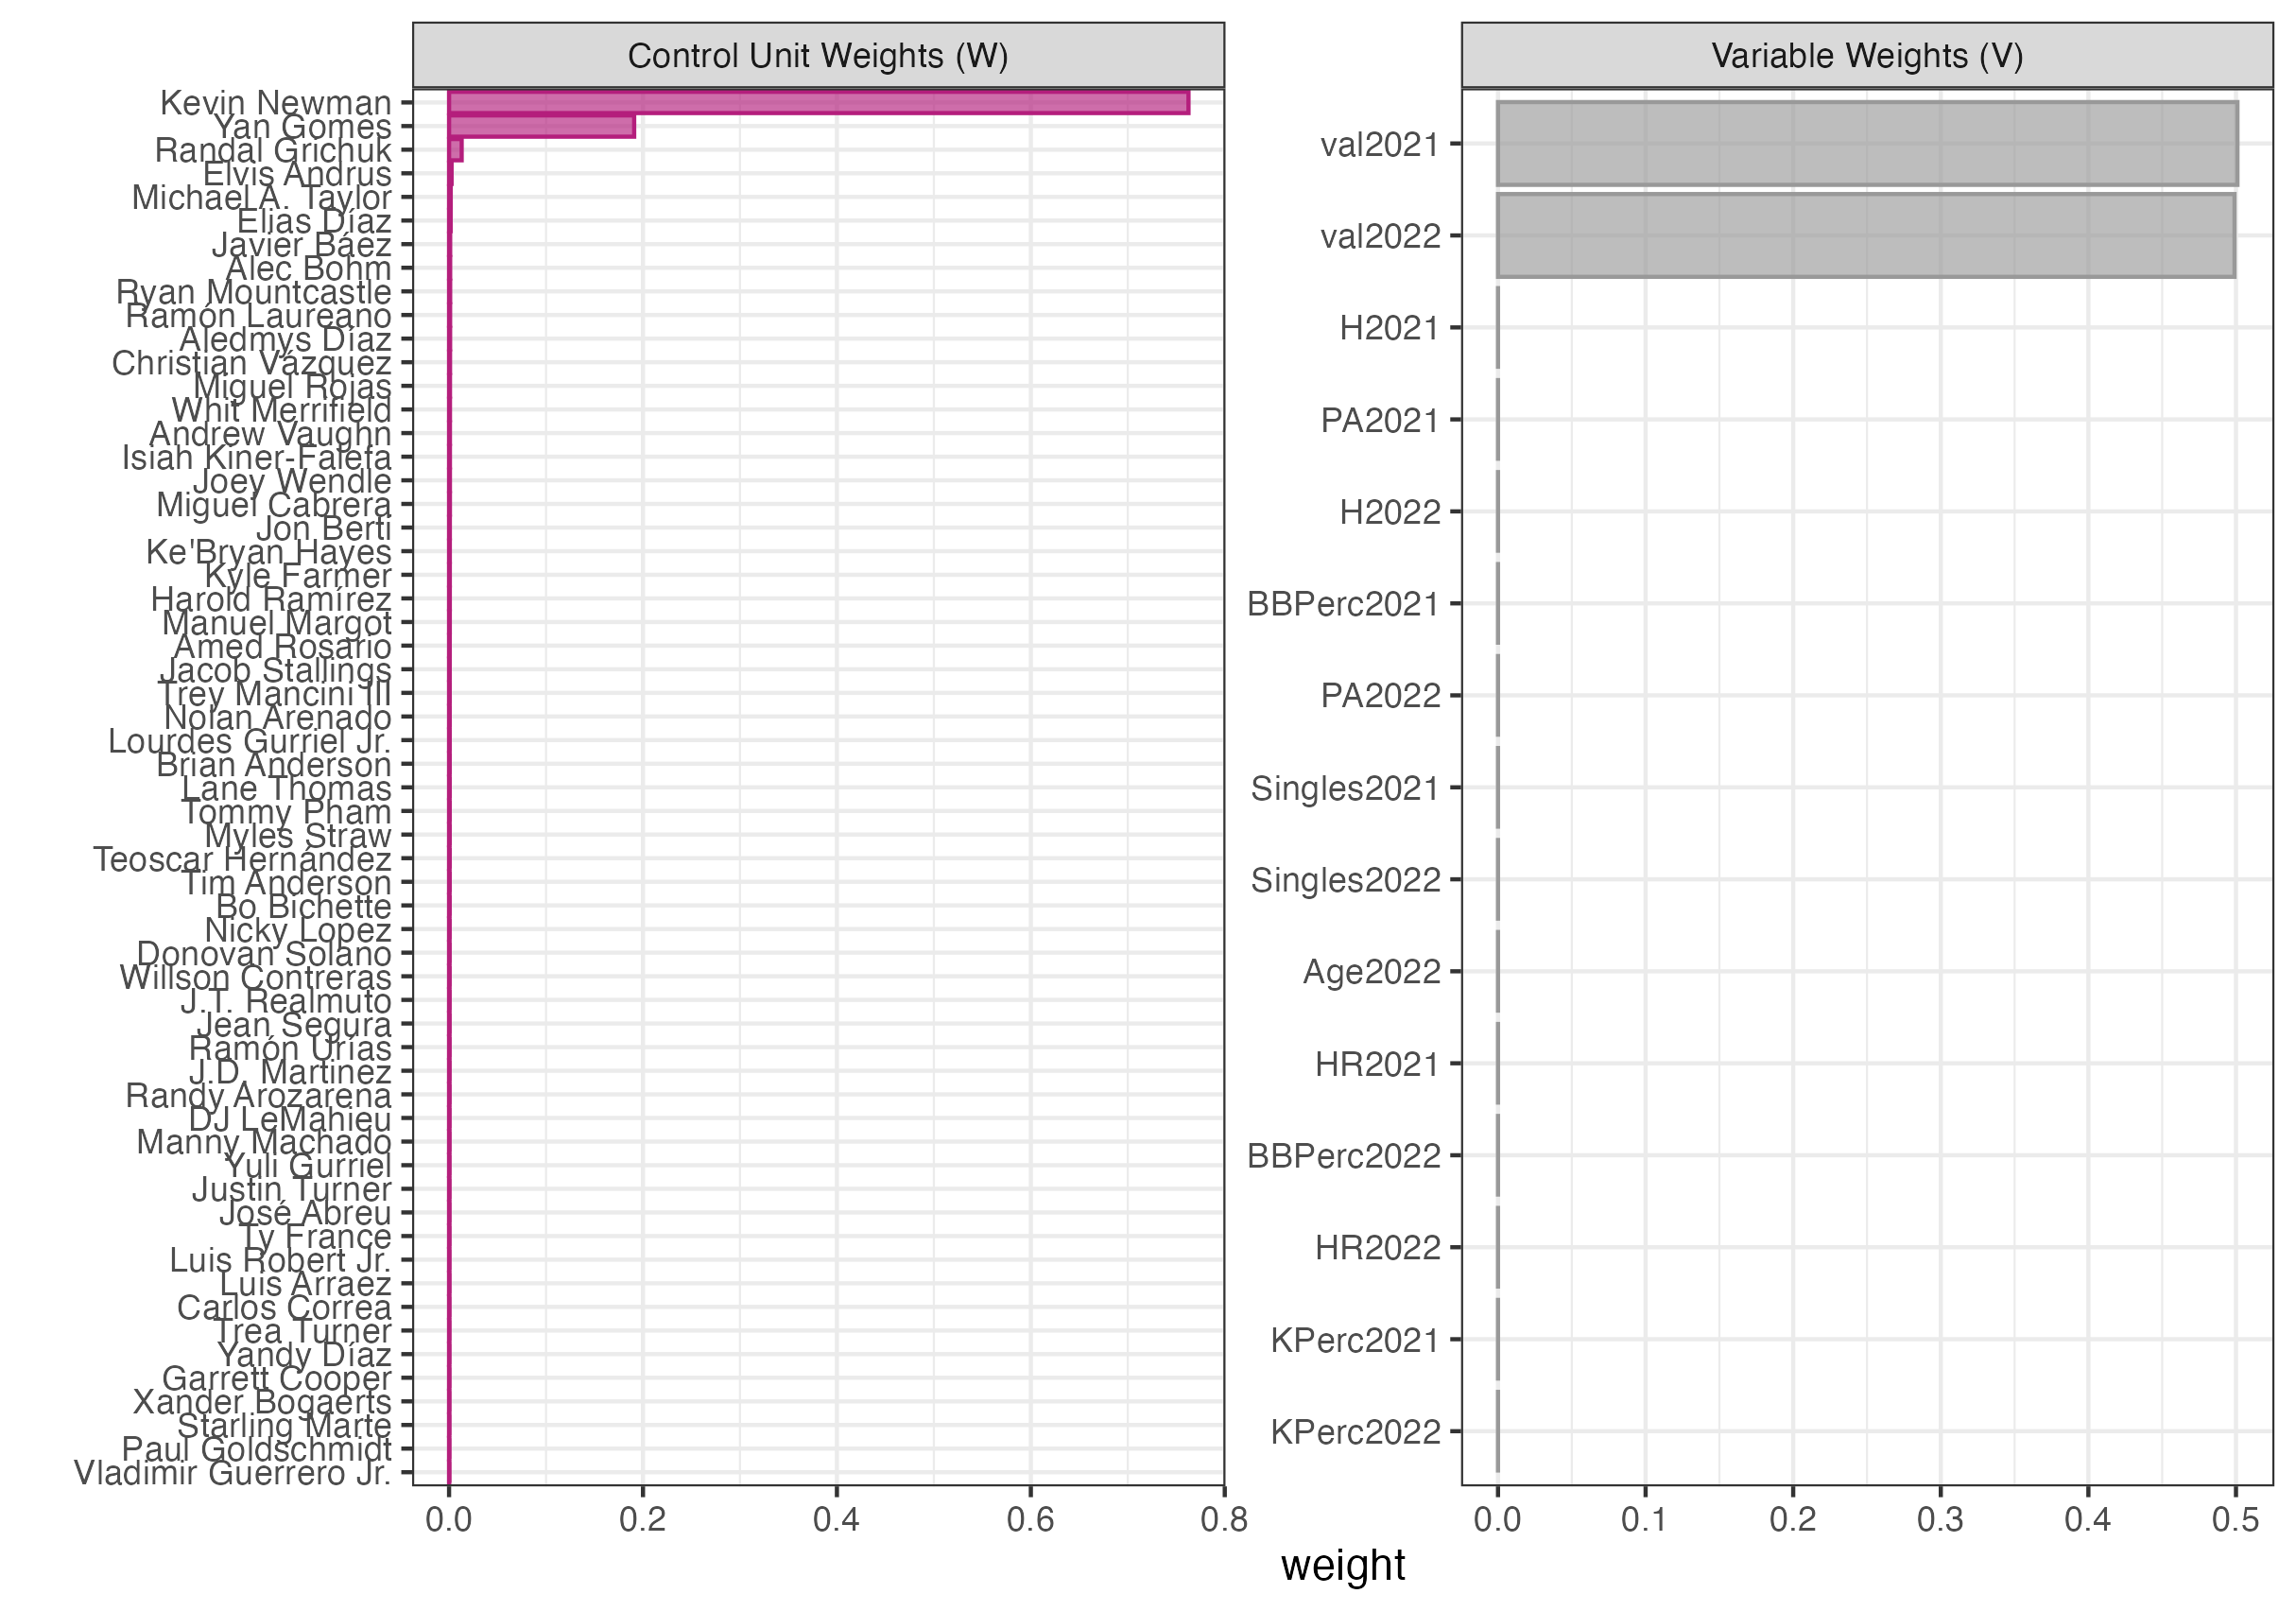 Control Unit Weights (W)
Kevin Newman
Yan Gomes
Randal Grichuk
Elvis Andrus
Michael A. Taylor
Elias Díaz
Javier Báez
Alec Bohm
Ryan Mountcastle
Ramón Laureano
Aledmys Díaz
Christian Vázquez
Miguel Rojas
Whit Merrifield
Andrew Vaughn
Isiah Kiner-Falefa
Joey Wendle
Miguel Cabrera
Jon Berti
Ke'Bryan Hayes
Kyle Farmer
Harold Ramírez
Manuel Margot
Amed Rosario
Jacob Stallings
Trey Mancini III
Nolan Arenado
Lourdes Gurriel Jr.
Brian Anderson
Lane Thomas
Tommy Pham
Myles Straw
Teoscar Hernández
Tim Anderson
Bo Bichette
Nicky Lopez
Donovan Solano
Willson Contreras
J.T. Realmuto
Jean Segura
Ramón Urías
J.D. Martinez
Randy Arozarena
DJ LeMahieu
Manny Machado
Yuli Gurriel
Justin Turner
José Abreu
Ty France
Luis Robert Jr.
Luis Arraez
Carlos Correa
Trea Turner
Yandy Díaz
Garrett Cooper
Xander Bogaerts
Starling Marte
Paul Goldschmidt
Vladimir Guerrero Jr.
0.0 0.2 0.4 0.6 0.8
Variable Weights (V)
val2021
val2022
H2021
PA2021
H2022
BBPerc2021
PA2022
Singles2021
Singles2022
Age2022
HR2021
BBPerc2022
HR2022
KPerc2021
KPerc2022
0.0 0.1 0.2 0.3 0.4 0.5
weight